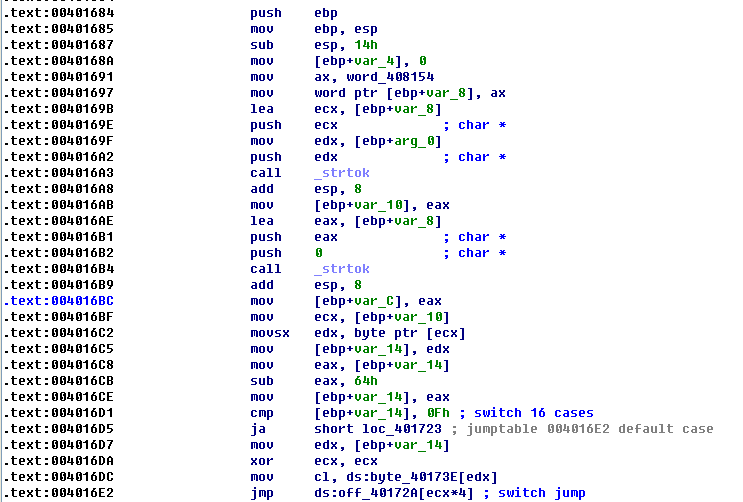 .text:00401684 push ebp
.text:00401685 mov ebp, esp
.text:00401687 sub esp, 14h
.text:0040168A mov [ebp+var_4], 0
.text:00401691 mov ax, word_408154
.text:00401697 mov word ptr [ebp+var_8], ax
.text:0040169B lea ecx, [ebp+var_8]
.text:0040169E push ecx ; char *
.text:0040169F mov edx, [ebp+arg_0]
.text:004016A2 push edx ; char *
.text:004016A3 call _strtok
.text:004016A8 add esp, 8
.text:004016AB mov [ebp+var_10], eax
.text:004016AE lea eax, [ebp+var_8]
.text:004016B1 push eax ; char *
.text:004016B2 push 0 ; char *
.text:004016B4 call _strtok
.text:004016B9 add esp, 8
.text:004016BC mov [ebp+var_C], eax
.text:004016BF mov ecx, [ebp+var_10]
.text:004016C2 movsx edx, byte ptr [ecx]
.text:004016C5 mov [ebp+var_14], edx
.text:004016C8 mov eax, [ebp+var_14]
.text:004016CB sub eax, 64h
.text:004016CE mov [ebp+var_14], eax
.text:004016D1 cmp [ebp+var_14], 0Fh ; switch 16 cases
.text:004016D5 ja short loc_401723 ; jumptable 004016E2 default case
.text:004016D7 mov edx, [ebp+var_14]
.text:004016DA xor ecx, ecx
.text:004016DC mov cl, ds:byte_40173E[edx]
.text:004016E2 jmp ds:off_40172A[ecx*4] ; switch jump